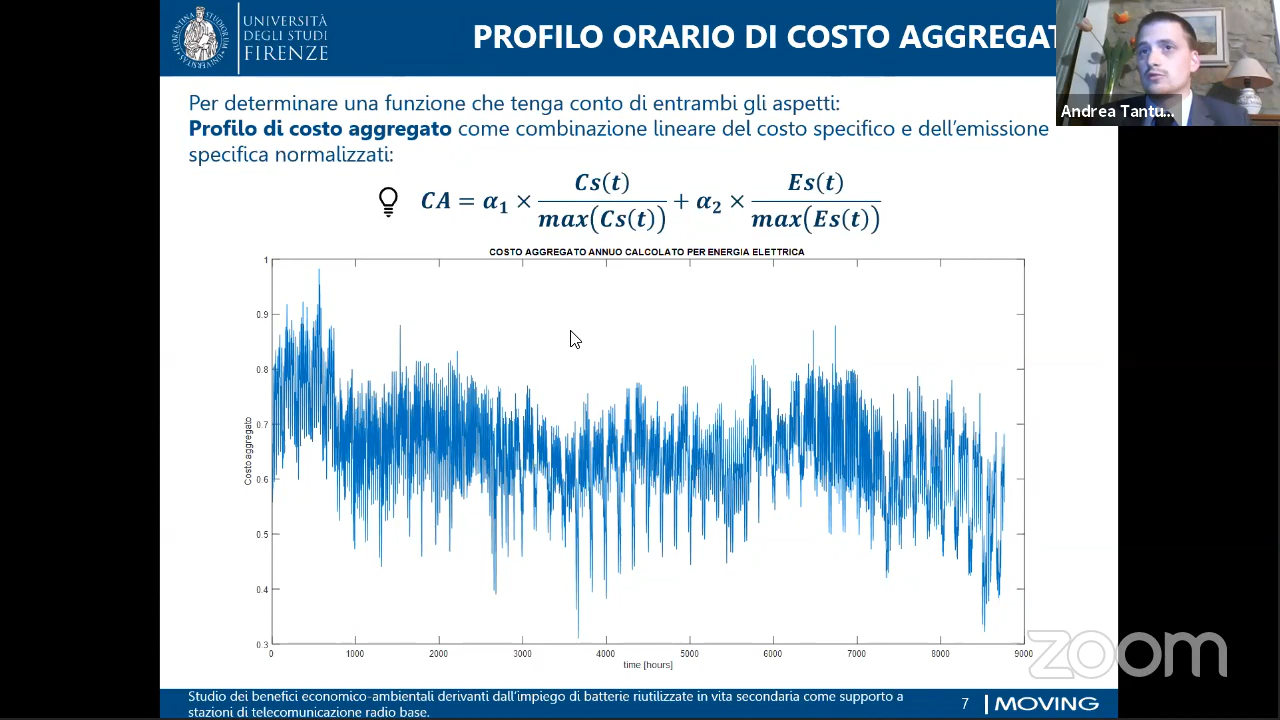 UNIVERSITÀ
DEGLI STUDI
FIRENZE
PROFILO ORARIO DI COSTO AGGREGAT
Andrea Tantu...
Per determinare una funzione che tenga conto di entrambi gli aspetti:
Profilo di costo aggregato come combinazione lineare del costo specifico e dell'emissione
specifica normalizzati:
CA = α₁ × Cs(t) / max(Cs(t)) + α₂ × Es(t) / max(Es(t))
COSTO AGGREGATO ANNUO CALCOLATO PER ENERGIA ELETTRICA
1
0.9
0.8
0.7
0.6
0.5
0.4
0.3
Costo aggregato
0 1000 2000 3000 4000 5000 6000 7000 8000 9000
time [hours]
zoom
Studio dei benefici economico-ambientali derivanti dall'impiego di batterie riutilizzate in vita secondaria come supporto a
stazioni di telecomunicazione radio base.
7 | MOVING